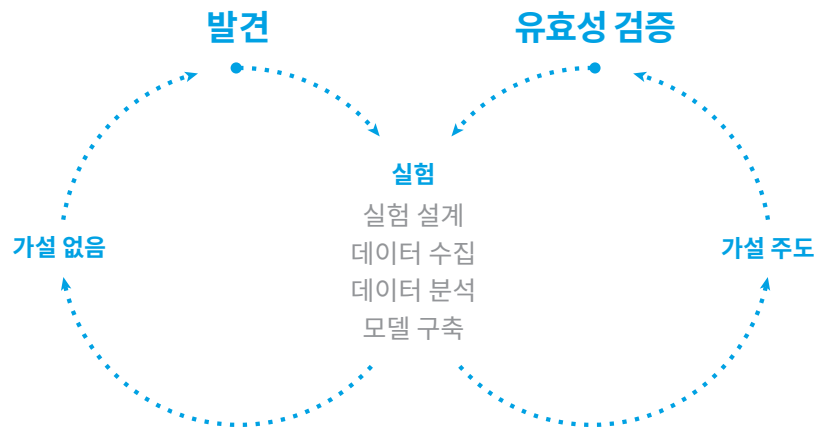 발견
유효성 검증
실험
실험 설계
데이터 수집
데이터 분석
모델 구축
가설 없음
가설 주도